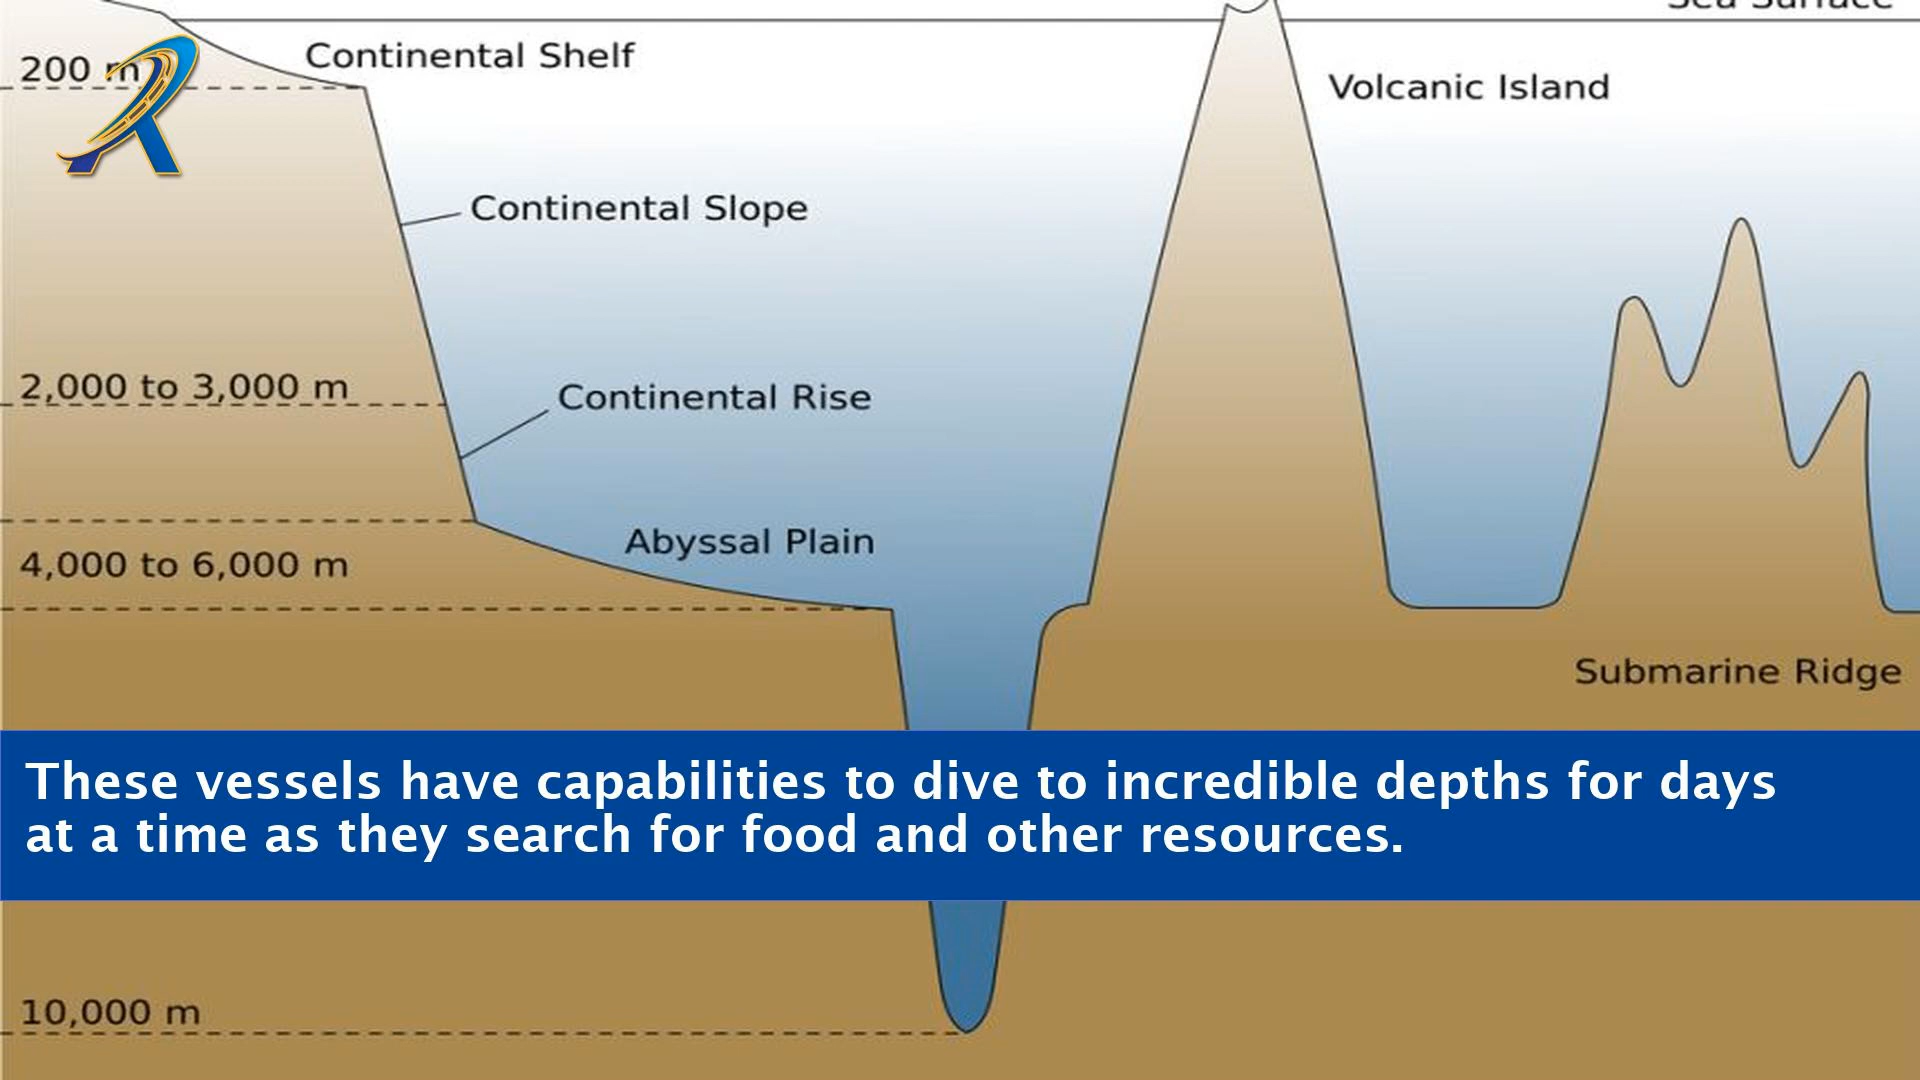 Sea Surface
Continental Shelf
200 m
Volcanic Island
Continental Slope
2,000 to 3,000 m
Continental Rise
Abyssal Plain
4,000 to 6,000 m
Submarine Ridge
These vessels have capabilities to dive to incredible depths for days
at a time as they search for food and other resources.
10,000 m